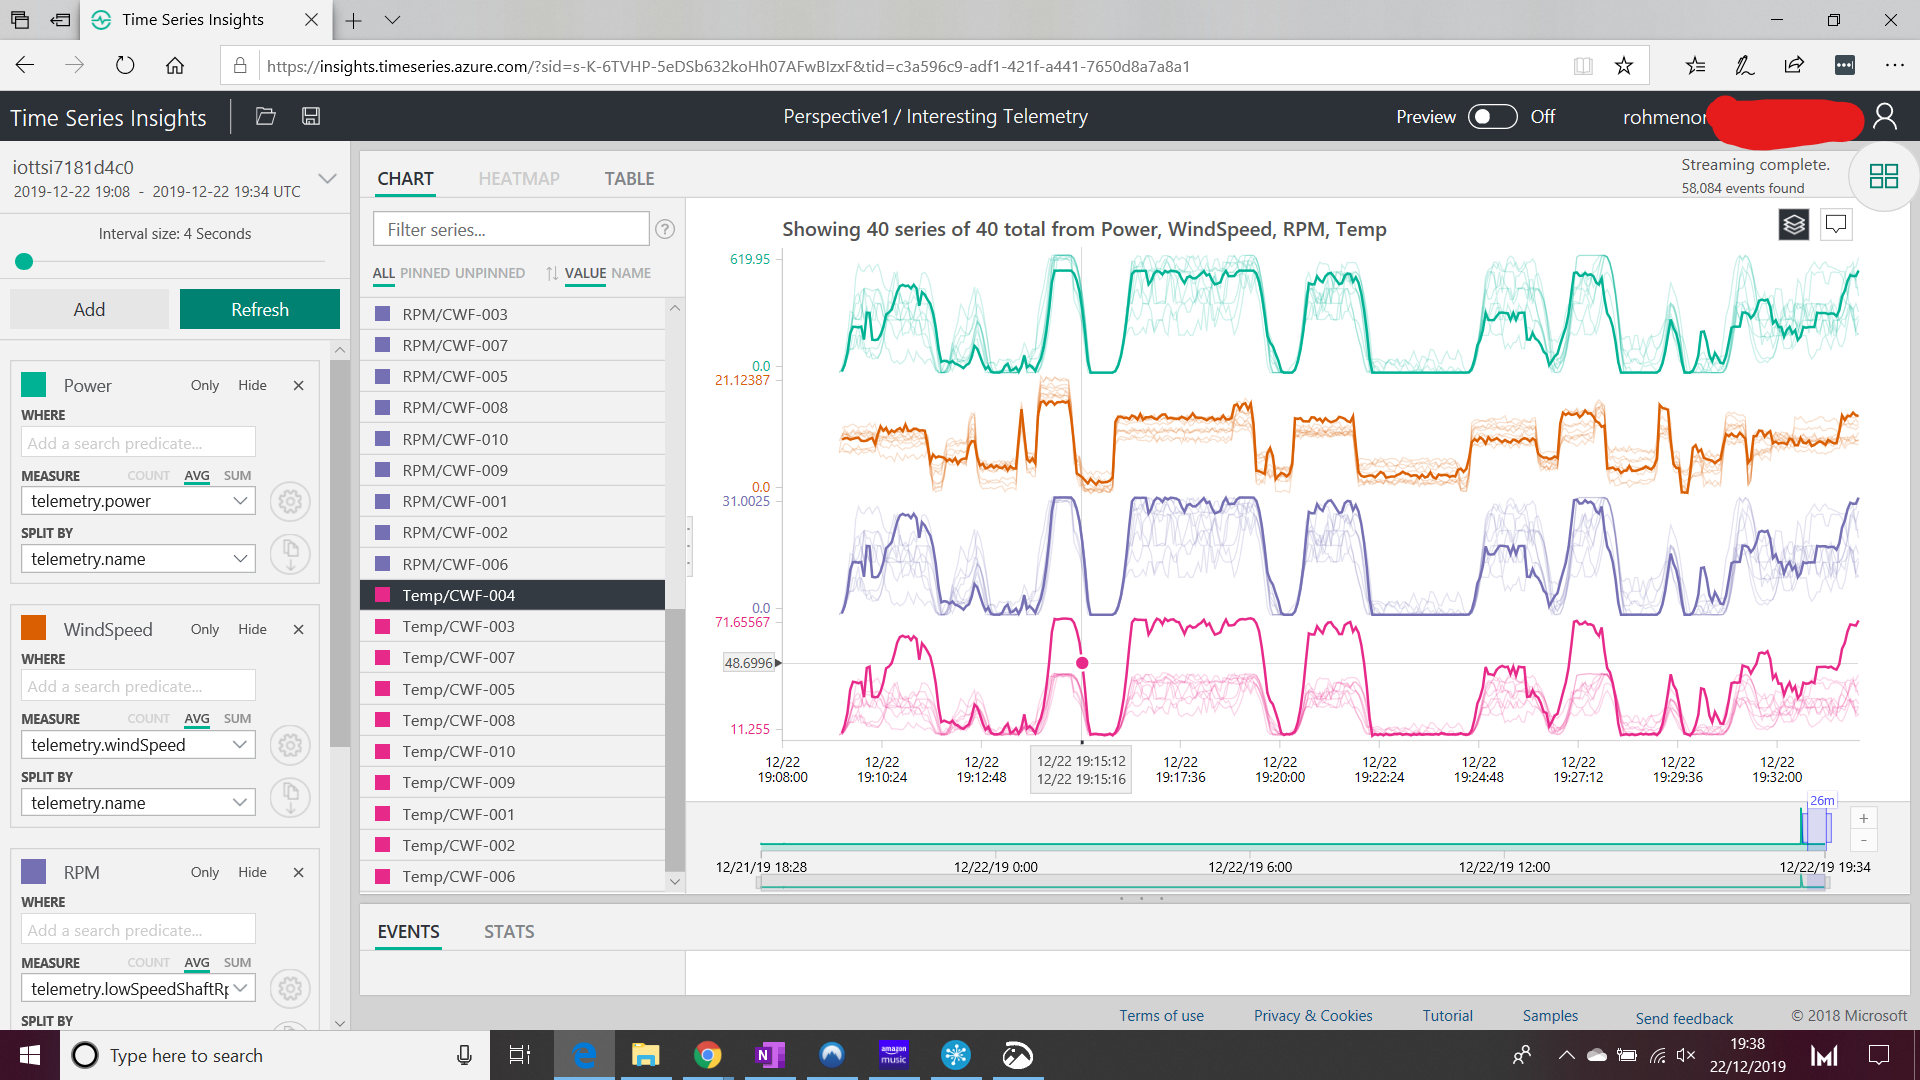 Time Series Insights
https://insights.timeseries.azure.com/?sid=s-K-6TVHP-5eDSb632koHh07AFwBIzxF&tid=c3a596c9-adf1-421f-a441-7650d8a7a8a1
Time Series Insights
Perspective1 / Interesting Telemetry
Preview Off
rohmenor
iottsi7181d4c0
2019-12-22 19:08 - 2019-12-22 19:34 UTC
Interval size: 4 Seconds
Add Refresh
Power Only Hide
WHERE
Add a search predicate...
MEASURE COUNT AVG SUM
telemetry.power
SPLIT BY
telemetry.name
WindSpeed Only Hide
WHERE
Add a search predicate...
MEASURE COUNT AVG SUM
telemetry.windSpeed
SPLIT BY
telemetry.name
RPM Only Hide
WHERE
Add a search predicate...
MEASURE COUNT AVG SUM
telemetry.lowSpeedShaftRp
SPLIT BY
CHART HEATMAP TABLE
Streaming complete.
58,084 events found
Filter series...
?
ALL PINNED UNPINNED VALUE NAME
RPM/CWF-003
RPM/CWF-007
RPM/CWF-005
RPM/CWF-008
RPM/CWF-010
RPM/CWF-009
RPM/CWF-001
RPM/CWF-002
RPM/CWF-006
Temp/CWF-004
Temp/CWF-003
Temp/CWF-007
Temp/CWF-005
Temp/CWF-008
Temp/CWF-010
Temp/CWF-009
Temp/CWF-001
Temp/CWF-002
Temp/CWF-006
Showing 40 series of 40 total from Power, WindSpeed, RPM, Temp
619.95
0.0
21.12387
0.0
31.0025
0.0
71.65567
48.6996
11.255
12/22 12/22 12/22 12/22 19:15:12 12/22 12/22 12/22 12/22 12/22 12/22 12/22
19:08:00 19:10:24 19:12:48 12/22 19:15:16 19:17:36 19:20:00 19:22:24 19:24:48 19:27:12 19:29:36 19:32:00
26m
+
-
12/21/19 18:28 12/22/19 0:00 12/22/19 6:00 12/22/19 12:00 12/22/19 19:34
EVENTS STATS
Terms of use Privacy & Cookies Tutorial Samples Send feedback © 2018 Microsoft
Type here to search
amazon
music
19:38
22/12/2019